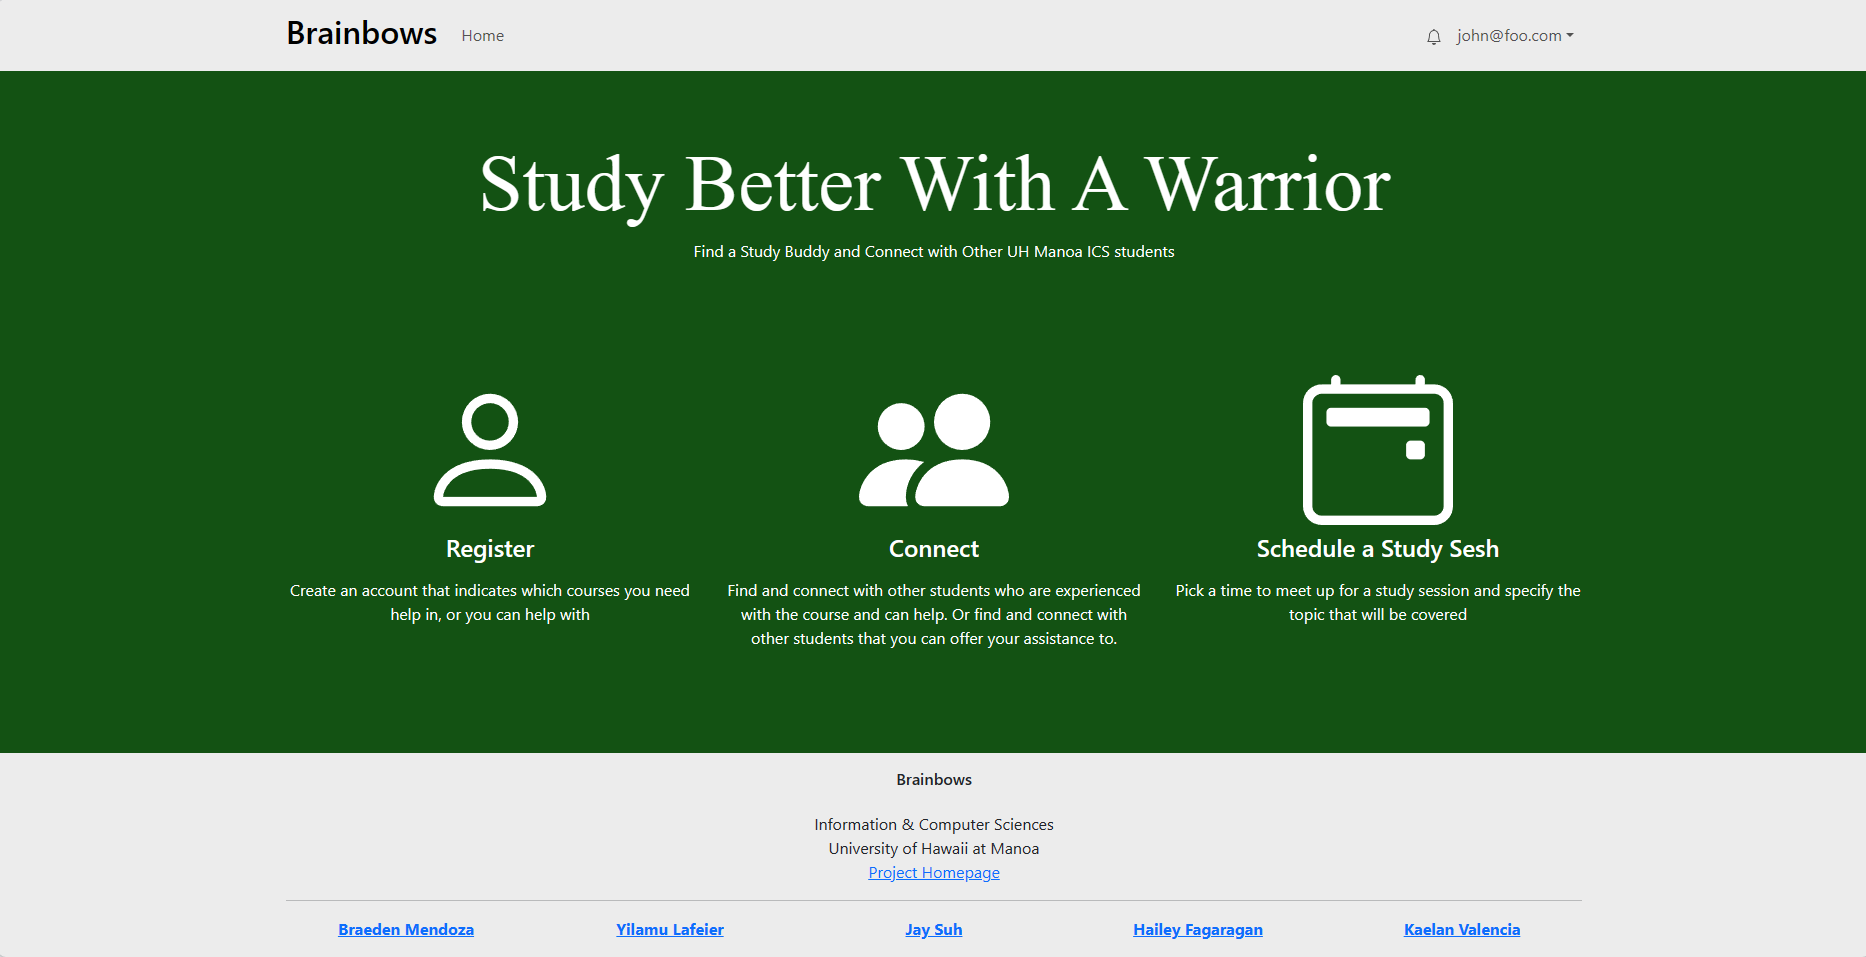 Brainbows
Home
john@foo.com
Study Better With A Warrior
Find a Study Buddy and Connect with Other UH Manoa ICS students
Register
Create an account that indicates which courses you need
help in, or you can help with
Connect
Find and connect with other students who are experienced
with the course and can help. Or find and connect with
other students that you can offer your assistance to.
Schedule a Study Sesh
Pick a time to meet up for a study session and specify the
topic that will be covered
Brainbows
Information & Computer Sciences
University of Hawaii at Manoa
Project Homepage
Braeden Mendoza
Yilamu Lafeier
Jay Suh
Hailey Fagaragan
Kaelan Valencia